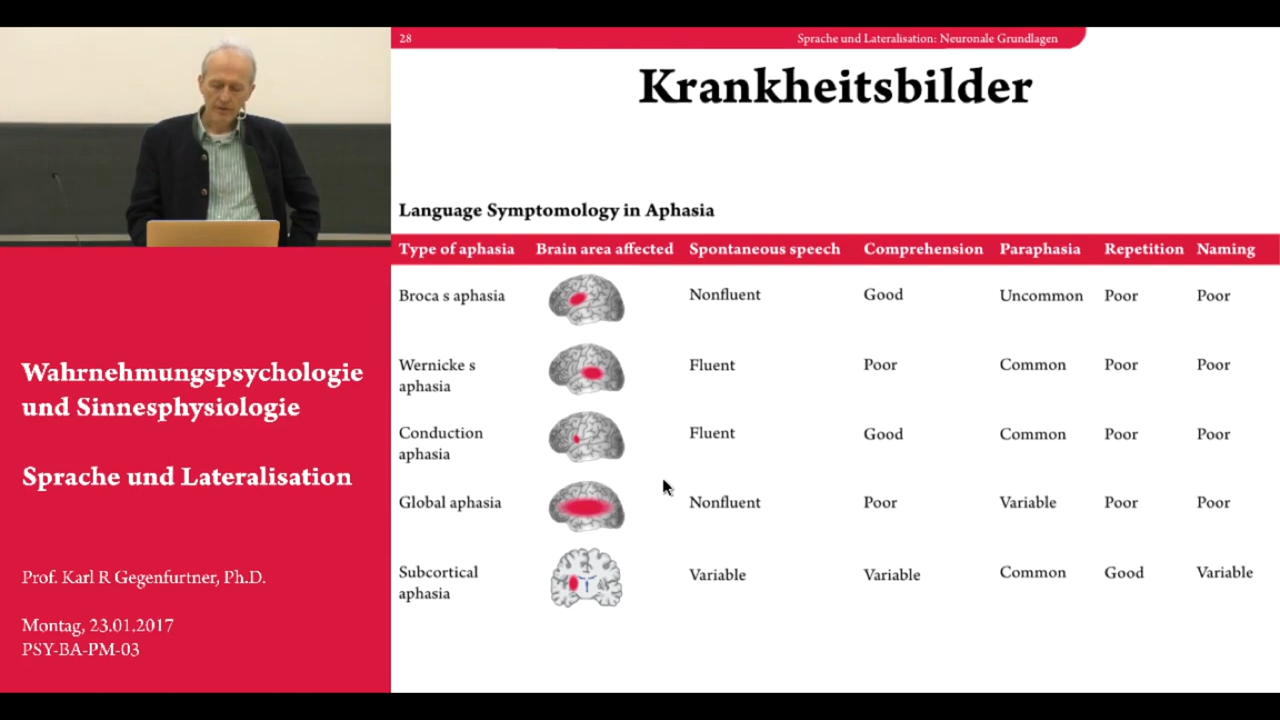 28
Sprache und Lateralisation: Neuronale Grundlagen
Krankheitsbilder
Language Symptomology in Aphasia
Type of aphasia Brain area affected Spontaneous speech Comprehension Paraphasia Repetition Naming
Broca s aphasia Nonfluent Good Uncommon Poor Poor
Wernicke s
aphasia
Fluent Poor Common Poor Poor
Conduction
aphasia
Fluent Good Common Poor Poor
Global aphasia Nonfluent Poor Variable Poor Poor
Subcortical
aphasia
Variable Variable Common Good Variable
Wahrnehmungspsychologie
und Sinnesphysiologie
Sprache und Lateralisation
Prof. Karl R Gegenfurtner, Ph.D.
Montag, 23.01.2017
PSY-BA-PM-03